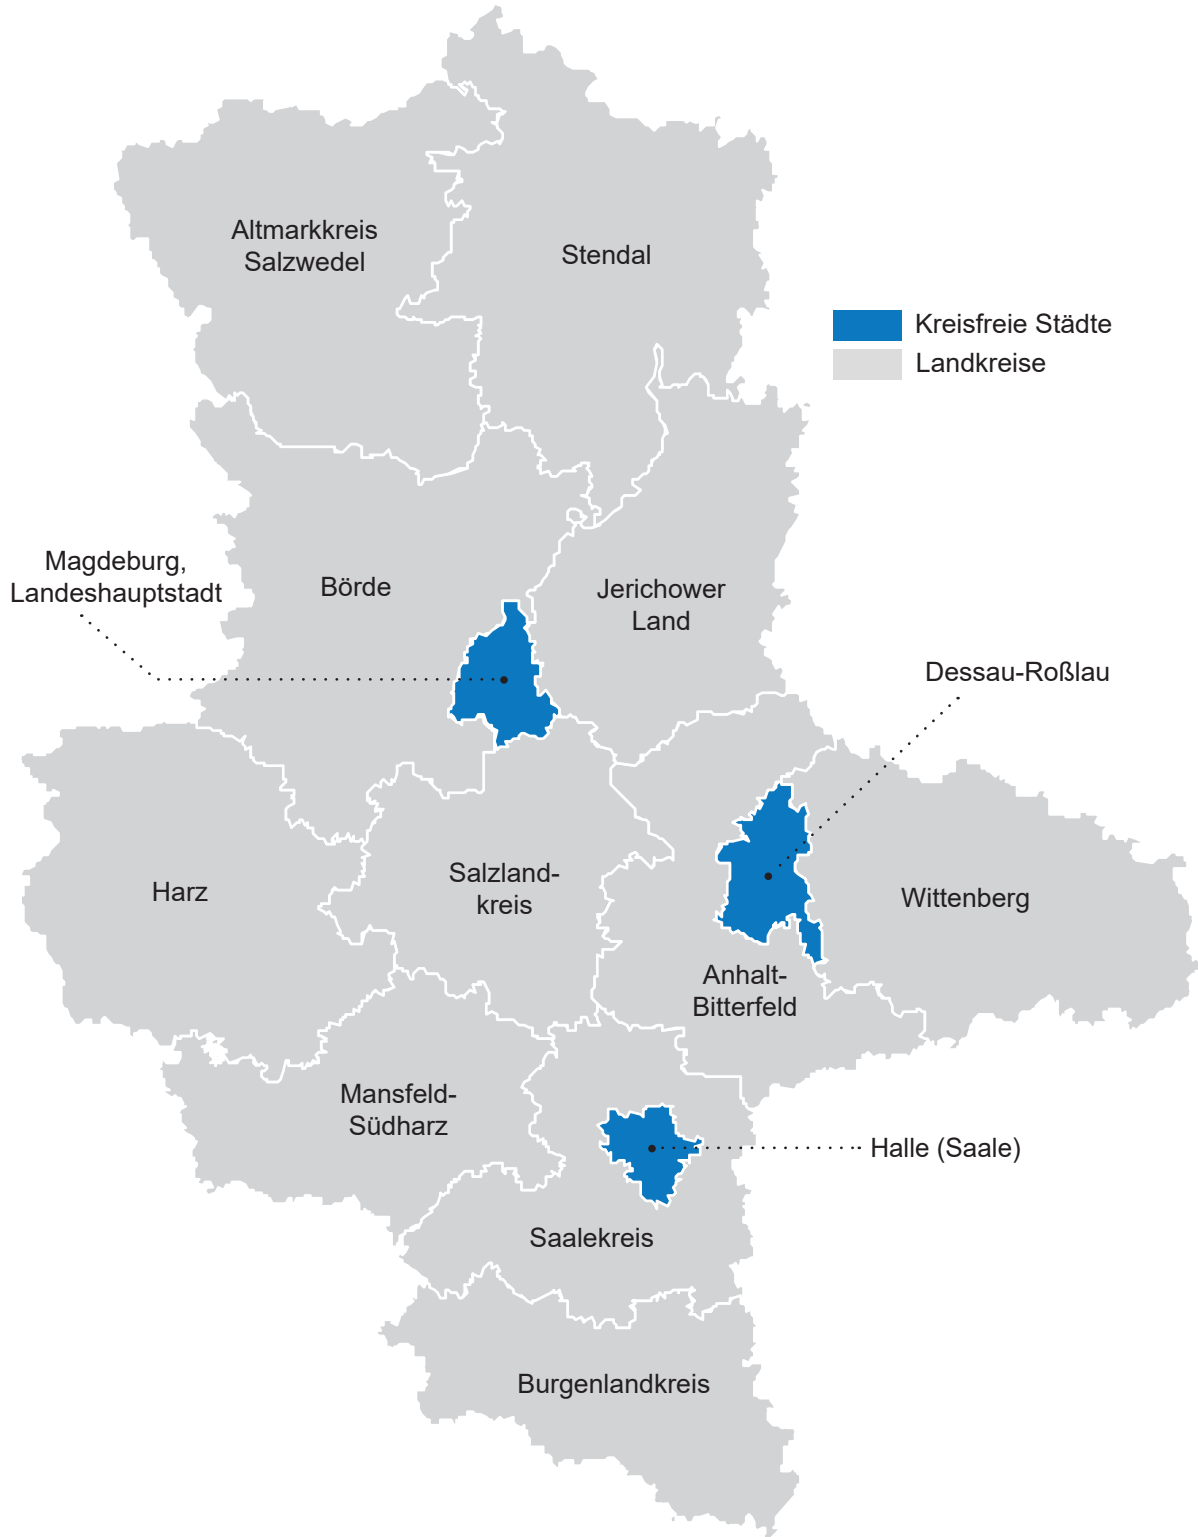 Altmarkkreis
Salzwedel
Stendal
Kreisfreie Städte
Landkreise
Magdeburg,
Landeshauptstadt
Börde
Jerichower
Land
Dessau-Roßlau
Harz
Salzland-
kreis
Wittenberg
Anhalt-
Bitterfeld
Mansfeld-
Südharz
Halle (Saale)
Saalekreis
Burgenlandkreis